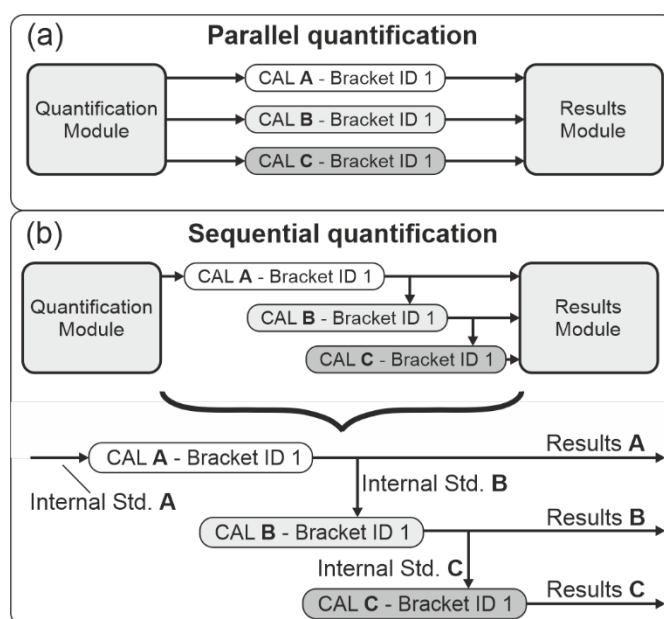 (a)
Parallel quantification
Quantification
Module
CAL A - Bracket ID 1
CAL B - Bracket ID 1
CAL C - Bracket ID 1
Results
Module
(b)
Sequential quantification
Quantification
Module
CAL A - Bracket ID 1
CAL B - Bracket ID 1
CAL C - Bracket ID 1
Results
Module
CAL A - Bracket ID 1
Results A
Internal Std. A
Internal Std. B
CAL B - Bracket ID 1
Results B
Internal Std. C
CAL C - Bracket ID 1
Results C